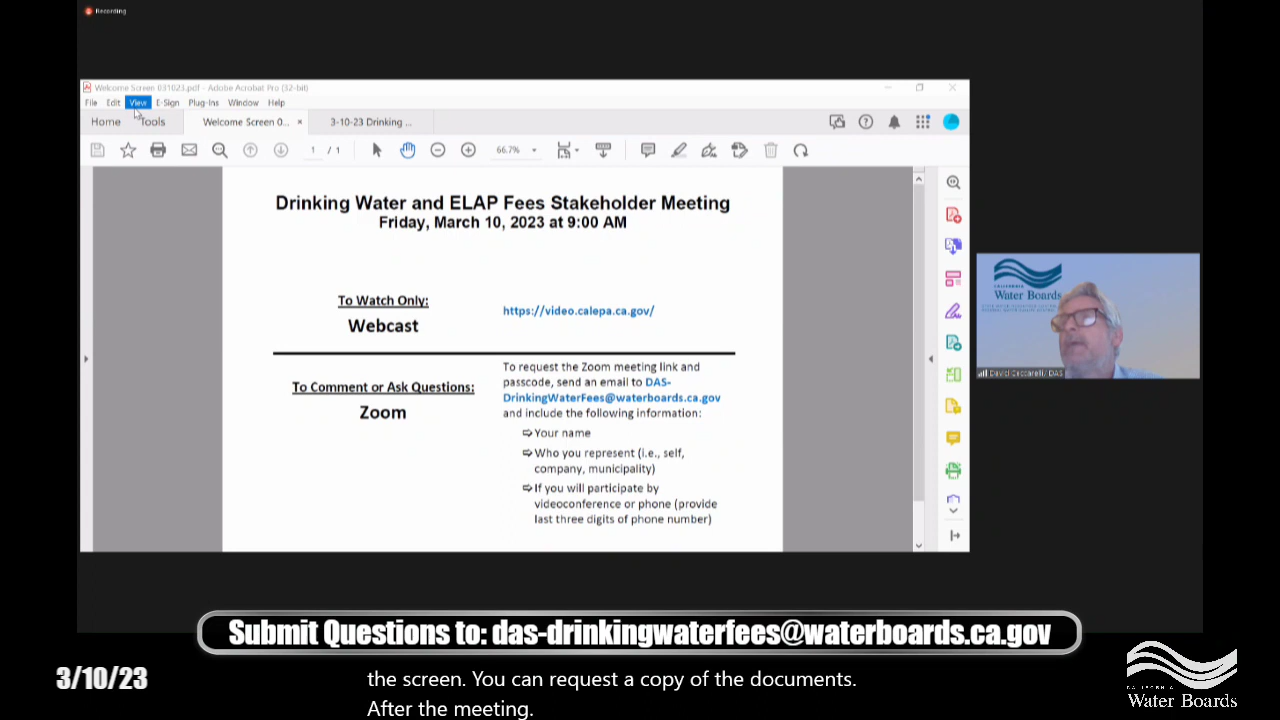 Recording
Welcome Screen 031023.pdf - Adobe Acrobat Pro (32-bit)
File Edit View E-Sign Plug-Ins Window Help
Home Tools Welcome Screen 0... × 3-10-23 Drinking ...
1 / 1 66.7%
Drinking Water and ELAP Fees Stakeholder Meeting
Friday, March 10, 2023 at 9:00 AM
To Watch Only:
Webcast
https://video.calepa.ca.gov/
To Comment or Ask Questions:
Zoom
To request the Zoom meeting link and
passcode, send an email to DAS-
DrinkingWaterFees@waterboards.ca.gov
and include the following information:
⇨Your name
⇨Who you represent (i.e., self,
company, municipality)
⇨If you will participate by
videoconference or phone (provide
last three digits of phone number)
CALIFORNIA
Water Boards
David Ceccarelli, DAS
Submit Questions to: das-drinkingwaterfees@waterboards.ca.gov
3/10/23
the screen. You can request a copy of the documents.
After the meeting.
CALIFORNIA
Water Boards